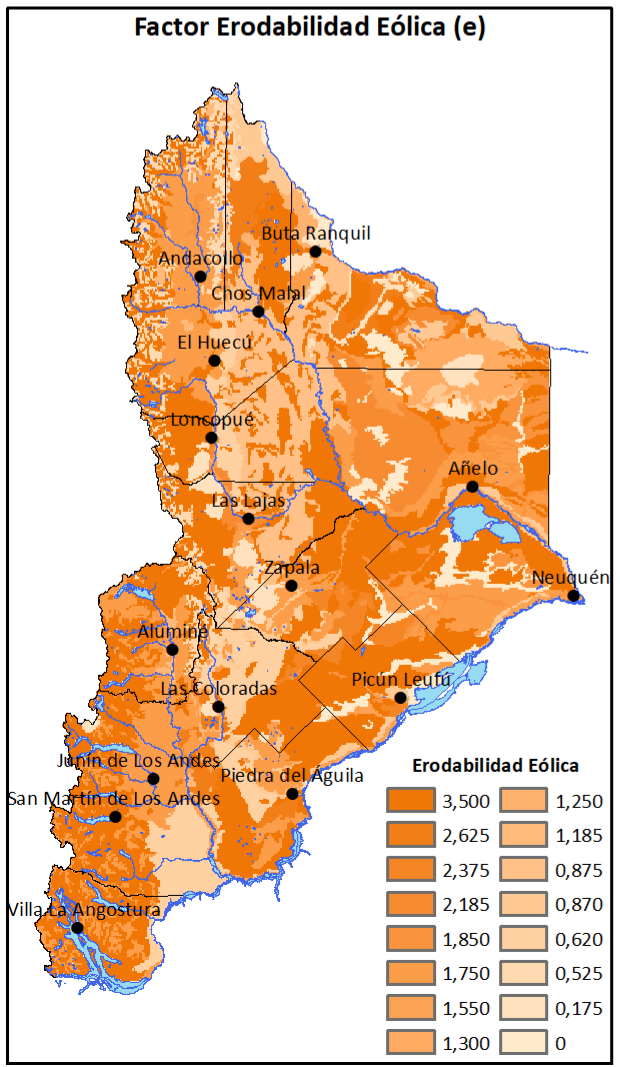 Factor Erodabilidad Eólica (e)
Buta Ranquil
Andacollo
Chos Malal
El Huecú
Loncopué
Añelo
Las Lajas
Zapala
Neuquén
Aluminé
Picún Leufú
Las Coloradas
Junín de Los Andes
Piedra del Águila
San Martín de Los Andes
Villa La Angostura
Erodabilidad Eólica
3,500 1,250
2,625 1,185
2,375 0,875
2,185 0,870
1,850 0,620
1,750 0,525
1,550 0,175
1,300 0